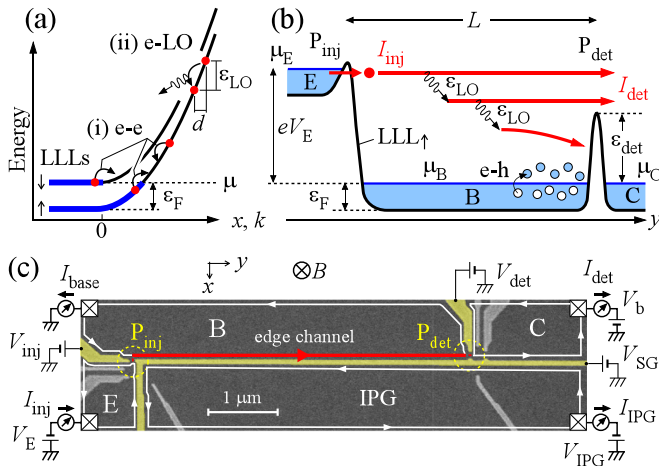 (a)
Energy
(ii) e-LO
ε_LO
d
(i) e-e
LLLs
↓
↑
μ
ε_F
0
x, k
(b)
L
μ_E
P_inj
I_inj
P_det
E
ε_LO
I_det
eV_E
ε_LO
LLL↑
ε_det
μ_B
e-h
μ_C
ε_F
B
C
y
(c)
y
x
⊗B
I_base
V_det
I_det
P_inj
B
P_det
C
V_b
V_inj
edge channel
V_SG
I_inj
E
1 μm
IPG
I_IPG
V_E
V_IPG